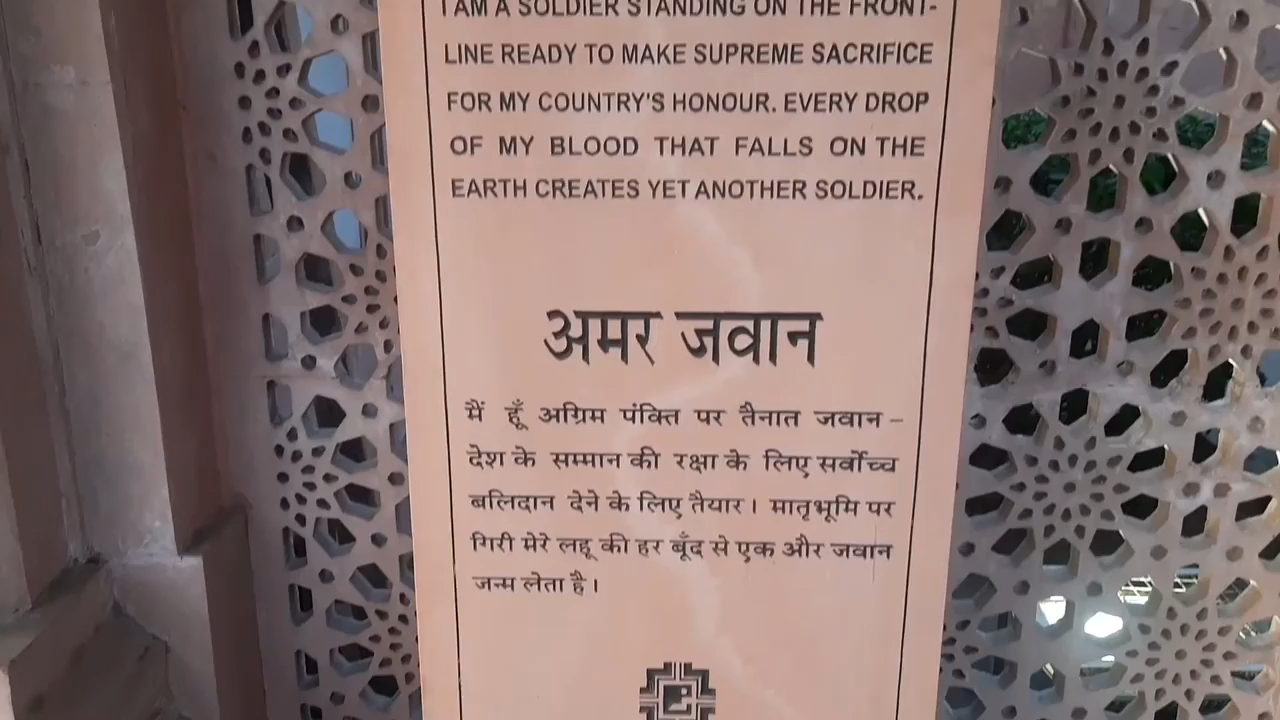 I AM A SOLDIER STANDING ON THE FRONT-
LINE READY TO MAKE SUPREME SACRIFICE
FOR MY COUNTRY'S HONOUR. EVERY DROP
OF MY BLOOD THAT FALLS ON THE
EARTH CREATES YET ANOTHER SOLDIER.
अमर जवान
मैं हूँ अग्रिम पंक्ति पर तैनात जवान –
देश के सम्मान की रक्षा के लिए सर्वोच्च
बलिदान देने के लिए तैयार। मातृभूमि पर
गिरी मेरे लहू की हर बूँद से एक और जवान
जन्म लेता है।